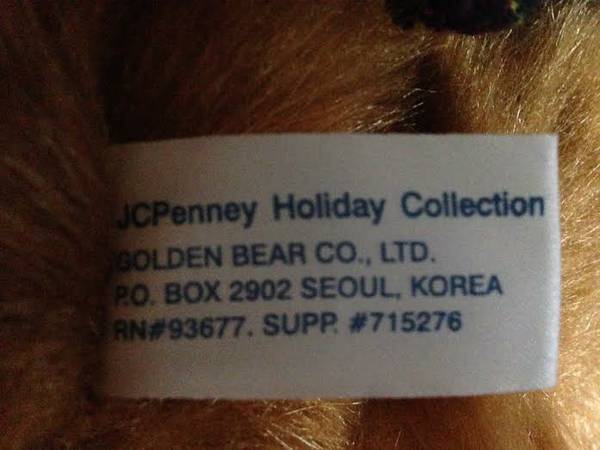 JCPenney Holiday Collection
GOLDEN BEAR CO., LTD.
P.O. BOX 2902 SEOUL, KOREA
RN#93677. SUPP. #715276